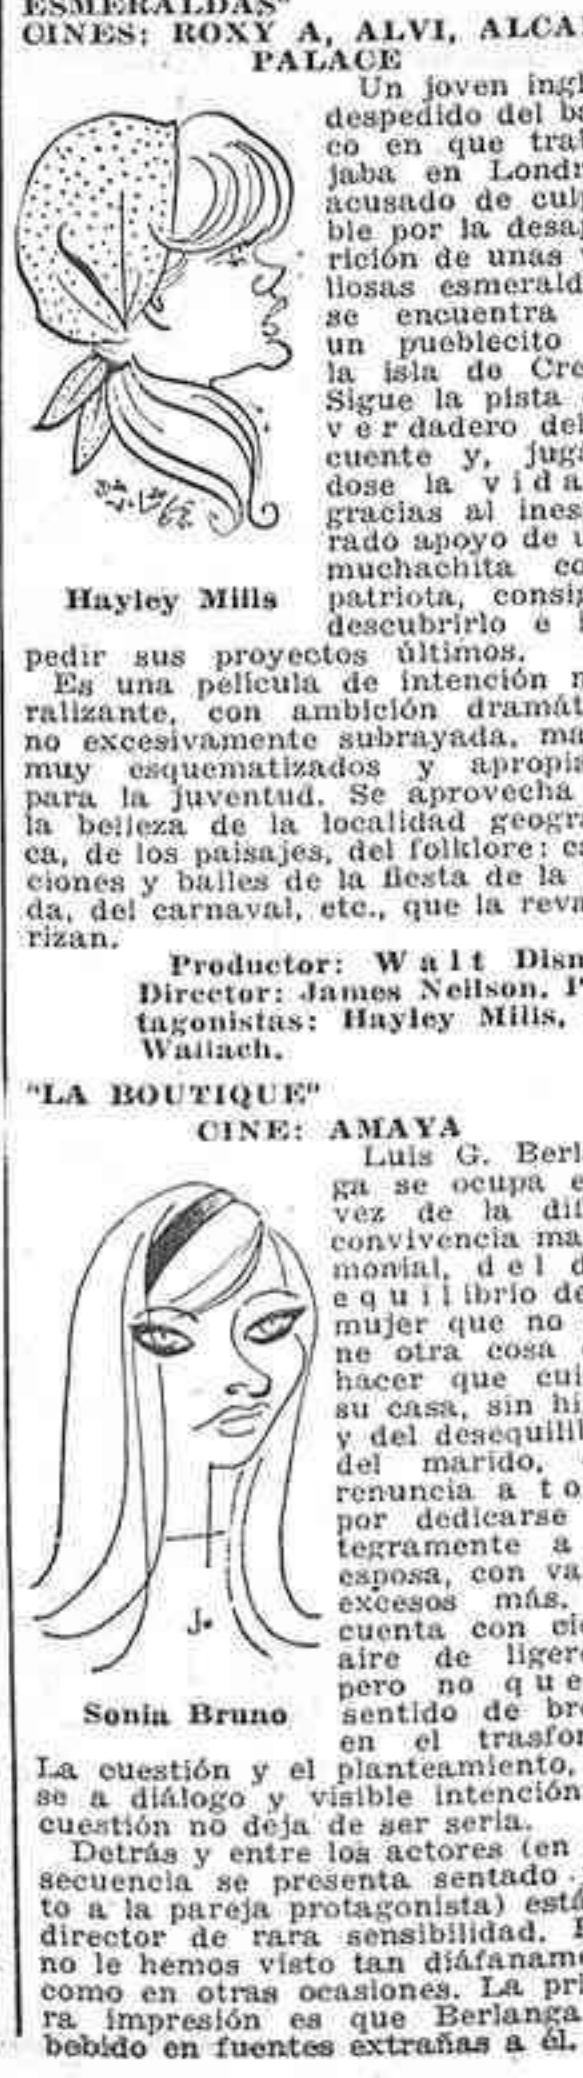 ESMERALDAS"
CINES: ROXY A, ALVI, ALCA
PALACE
Un joven ingl
despedido del b
co en que tra
jaba en Londr
acusado de cul
ble por la desa
rición de unas
liosas esmerald
se encuentra
un pueblecito
la isla de Cre
Sigue la pista
verdadero del
cuente y, jug
dose la vida
gracias al ines
rado apoyo de
muchachita co
Hayley Mills
patriota, consi
descubrirlo e
pedir sus proyectos últimos.
Es una película de intención
ralizante, con ambición dramát
no excesivamente subrayada, ma
muy esquematizados y apropia
para la juventud. Se aprovecha
la belleza de la localidad geogr
ca, de los paisajes, del folklore: c
ciones y bailes de la fiesta de la
da, del carnaval, etc., que la reva
rizan.
Productor: Walt Disn
Director: James Neilson. P
tagonistas: Hayley Mills,
Wallach.
"LA BOUTIQUE"
CINE: AMAYA
Luis G. Berl
ga se ocupa e
vez de la dif
convivencia ma
monial, del d
equilibrio de
mujer que no
ne otra cosa
hacer que cui
su casa, sin hi
y del desequili
del marido,
renuncia a to
por dedicarse
tegramente a
esposa, con va
excesos más.
cuenta con ci
aire de liger
pero no que
J.
Sonia Bruno
sentido de br
en el trasfon
La cuestión y el planteamiento,
se a diálogo y visible intención
cuestión no deja de ser seria.
Detrás y entre los actores (en
secuencia se presenta sentado
to a la pareja protagonista) está
director de rara sensibilidad.
no le hemos visto tan diáfaname
como en otras ocasiones. La pr
ra impresión es que Berlanga
bebido en fuentes extrañas a él.